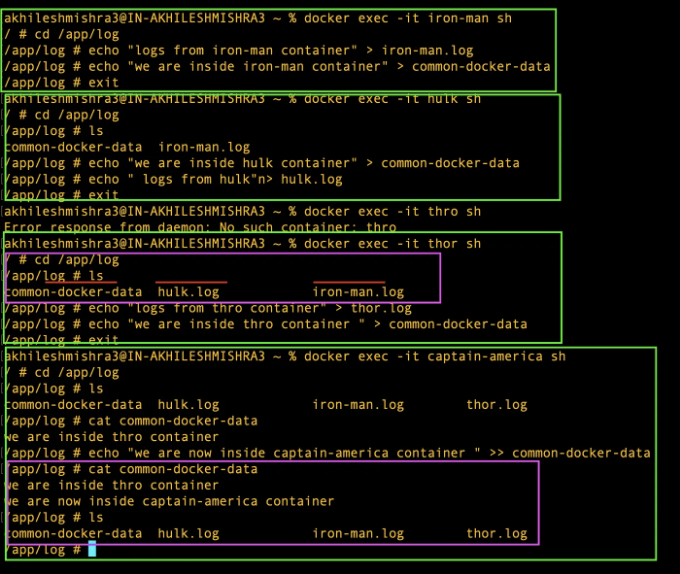 akhileshmishra3@IN-AKHILESHMISHRA3 ~ % docker exec -it iron-man sh
/ # cd /app/log
/app/log # echo "logs from iron-man container" > iron-man.log
/app/log # echo "we are inside iron-man container" > common-docker-data
/app/log # exit
akhileshmishra3@IN-AKHILESHMISHRA3 ~ % docker exec -it hulk sh
/ # cd /app/log
/app/log # ls
common-docker-data  iron-man.log
/app/log # echo "we are inside hulk container" > common-docker-data
/app/log # echo " logs from hulk"n> hulk.log
/app/log # exit
akhileshmishra3@IN-AKHILESHMISHRA3 ~ % docker exec -it thro sh
Error response from daemon: No such container: thro
akhileshmishra3@IN-AKHILESHMISHRA3 ~ % docker exec -it thor sh
/ # cd /app/log
/app/log # ls
common-docker-data  hulk.log            iron-man.log
/app/log # echo "logs from thro container" > thor.log
/app/log # echo "we are inside thro container " > common-docker-data
/app/log # exit
akhileshmishra3@IN-AKHILESHMISHRA3 ~ % docker exec -it captain-america sh
/ # cd /app/log
/app/log # ls
common-docker-data  hulk.log            iron-man.log        thor.log
/app/log # cat common-docker-data
we are inside thro container
/app/log # echo "we are now inside captain-america container " >> common-docker-data
/app/log # cat common-docker-data
we are inside thro container
we are now inside captain-america container
/app/log # ls
common-docker-data  hulk.log            iron-man.log        thor.log
/app/log #